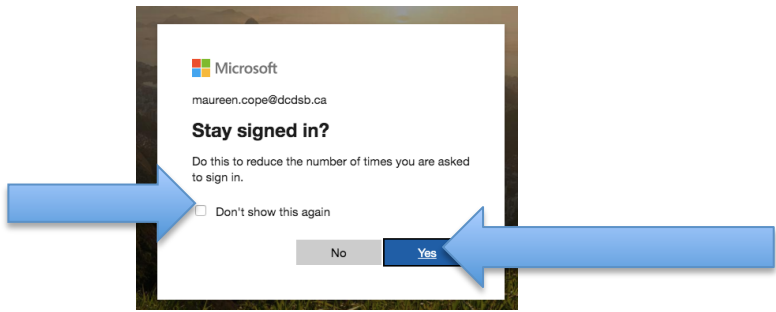 Microsoft
maureen.cope@dcdsb.ca
Stay signed in?
Do this to reduce the number of times you are asked
to sign in.
Don't show this again
No
Yes